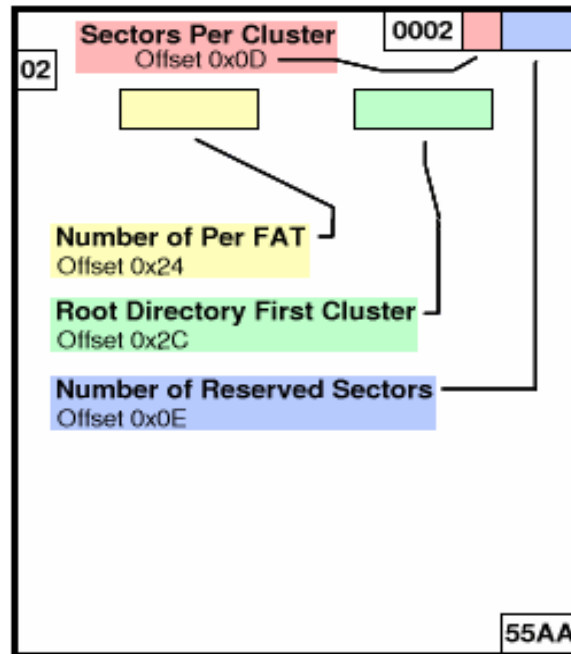 Sectors Per Cluster
Offset 0x0D
0002
02
Number of Per FAT
Offset 0x24
Root Directory First Cluster
Offset 0x2C
Number of Reserved Sectors
Offset 0x0E
55AA